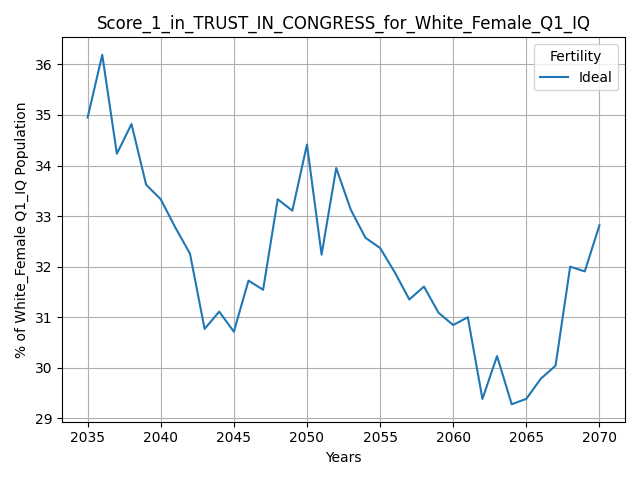 Score_1_in_TRUST_IN_CONGRESS_for_White_Female_Q1_IQ
Fertility
Ideal
% of White_Female Q1_IQ Population
36
35
34
33
32
31
30
29
2035 2040 2045 2050 2055 2060 2065 2070
Years